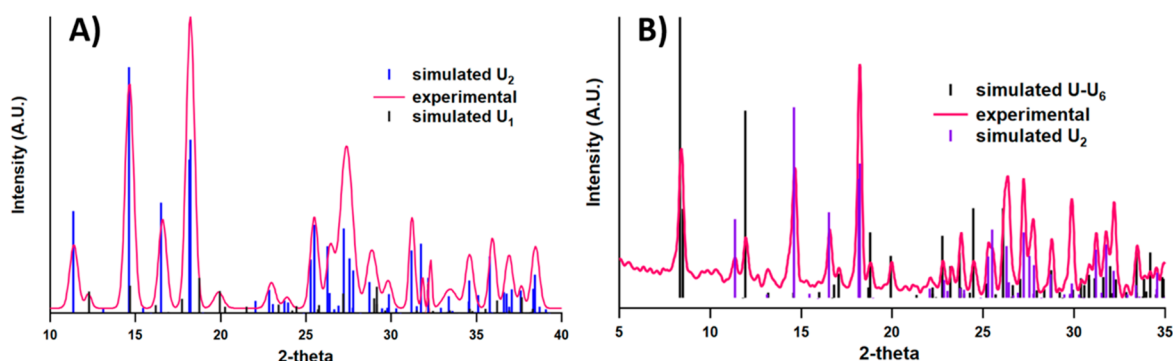 A)
simulated U2
experimental
simulated U1
Intensity (A.U.)
10 15 20 25 30 35 40
2-theta
B)
simulated U-U6
experimental
simulated U2
Intensity (A.U.)
5 10 15 20 25 30 35
2-theta